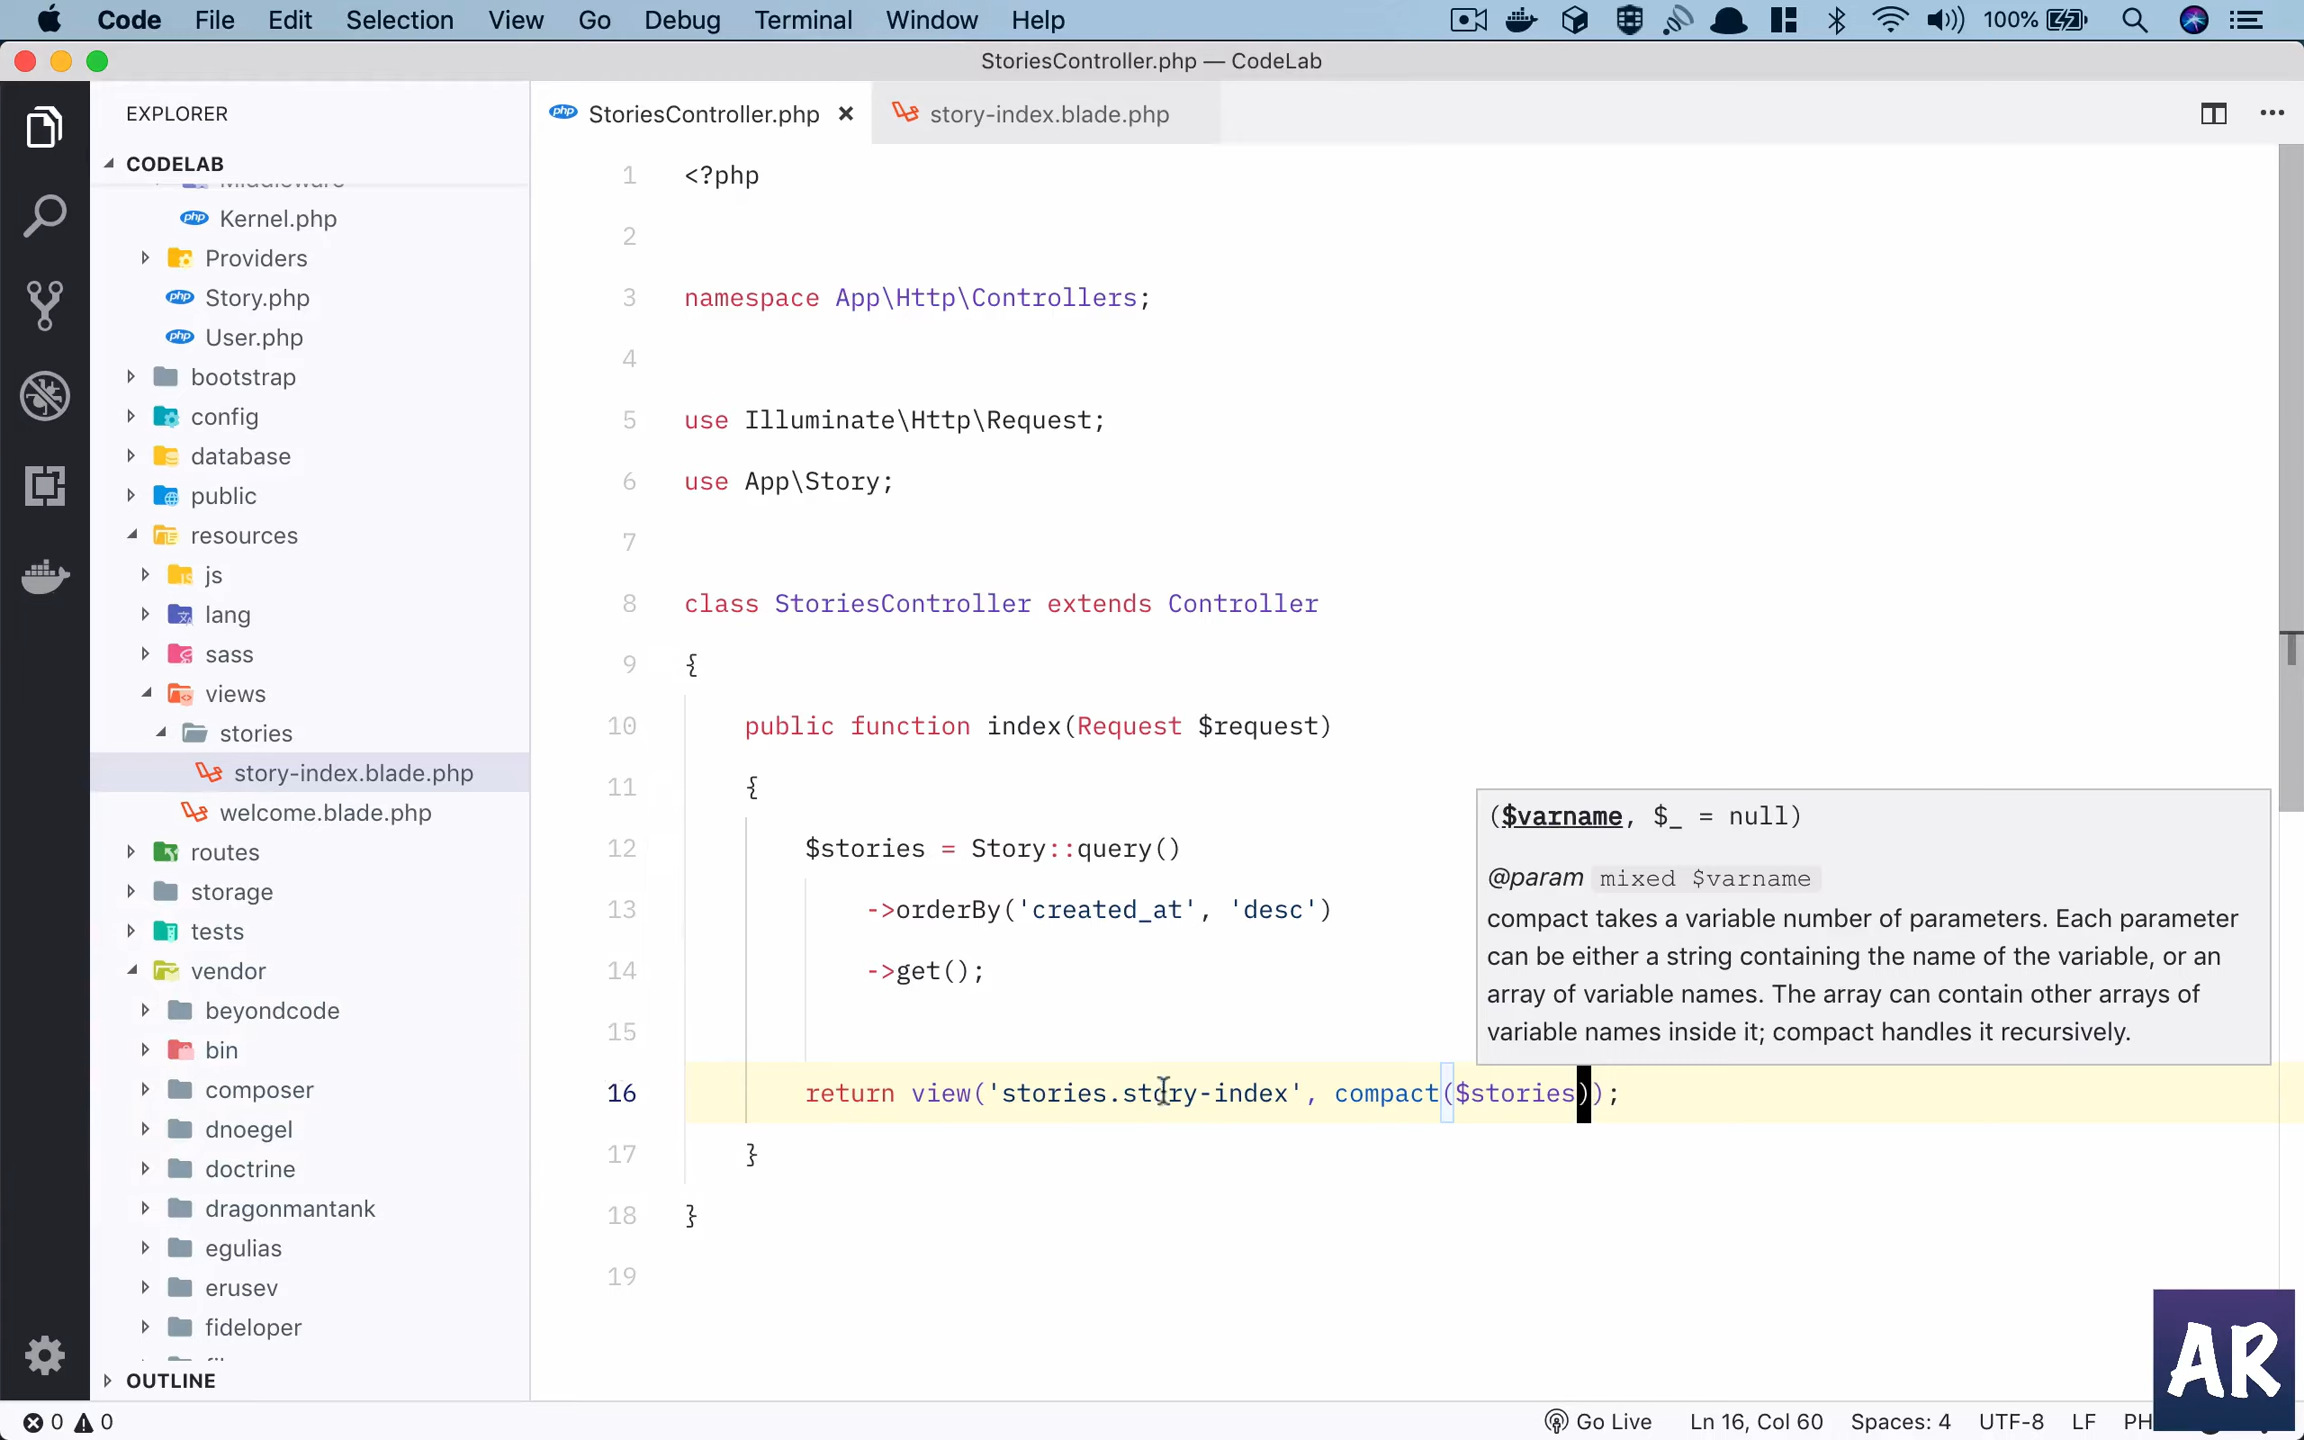 Code File Edit Selection View Go Debug Terminal Window Help 100%
StoriesController.php — CodeLab
EXPLORER
CODELAB
Middleware
Kernel.php
Providers
Story.php
User.php
bootstrap
config
database
public
resources
js
lang
sass
views
stories
story-index.blade.php
welcome.blade.php
routes
storage
tests
vendor
beyondcode
bin
composer
dnoegel
doctrine
dragonmantank
egulias
erusev
fideloper
OUTLINE
StoriesController.php story-index.blade.php
1 <?php
2
3 namespace App\Http\Controllers;
4
5 use Illuminate\Http\Request;
6 use App\Story;
7
8 class StoriesController extends Controller
9 {
10 public function index(Request $request)
11 {
12 $stories = Story::query()
13 ->orderBy('created_at', 'desc')
14 ->get();
15
16 return view('stories.story-index', compact($stories));
17 }
18 }
19
($varname, $_ = null)
@param mixed $varname
compact takes a variable number of parameters. Each parameter
can be either a string containing the name of the variable, or an
array of variable names. The array can contain other arrays of
variable names inside it; compact handles it recursively.
AR
0 0 Go Live Ln 16, Col 60 Spaces: 4 UTF-8 LF PH